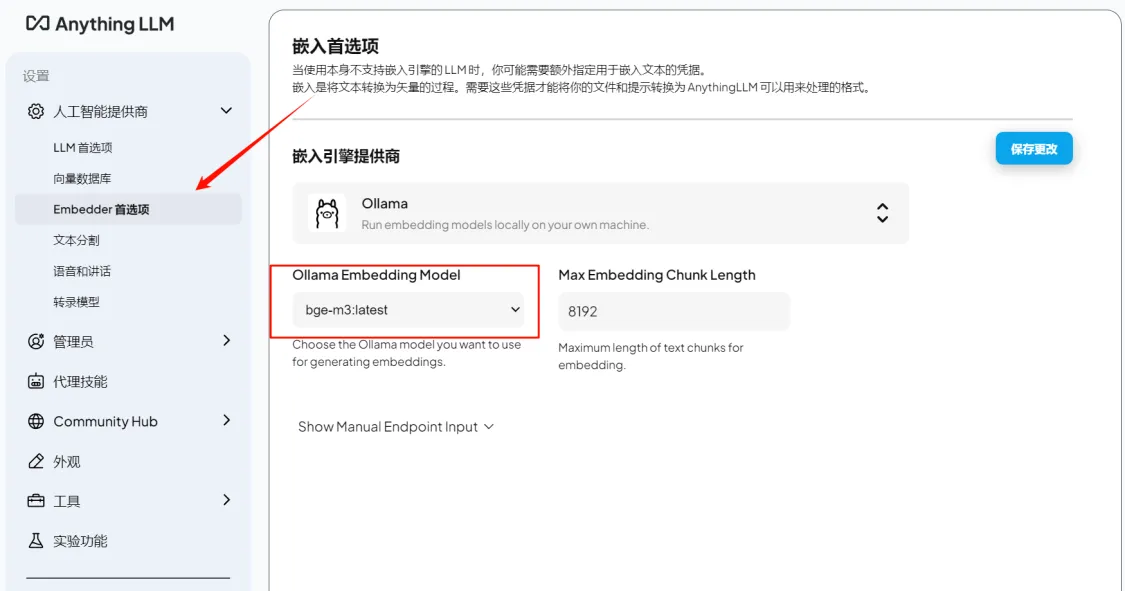 Anything LLM
设置
人工智能提供商
LLM 首选项
向量数据库
Embedder 首选项
文本分割
语音和讲话
转录模型
管理员
代理技能
Community Hub
外观
工具
实验功能
嵌入首选项
当使用本身不支持嵌入引擎的 LLM 时，你可能需要额外指定用于嵌入文本的凭据。
嵌入是将文本转换为矢量的过程。需要这些凭据才能将你的文件和提示转换为 AnythingLLM 可以用来处理的格式。
嵌入引擎提供商
保存更改
Ollama
Run embedding models locally on your own machine.
Ollama Embedding Model
bge-m3:latest
Choose the Ollama model you want to use
for generating embeddings.
Max Embedding Chunk Length
8192
Maximum length of text chunks for
embedding.
Show Manual Endpoint Input